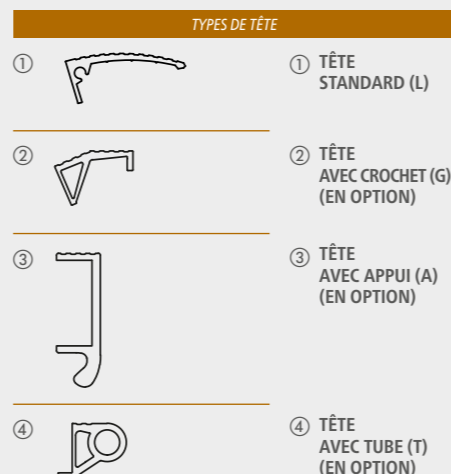 TYPES DE TÊTE
① ① TÊTE
STANDARD (L)
② ② TÊTE
AVEC CROCHET (G)
(EN OPTION)
③ ③ TÊTE
AVEC APPUI (A)
(EN OPTION)
④ ④ TÊTE
AVEC TUBE (T)
(EN OPTION)